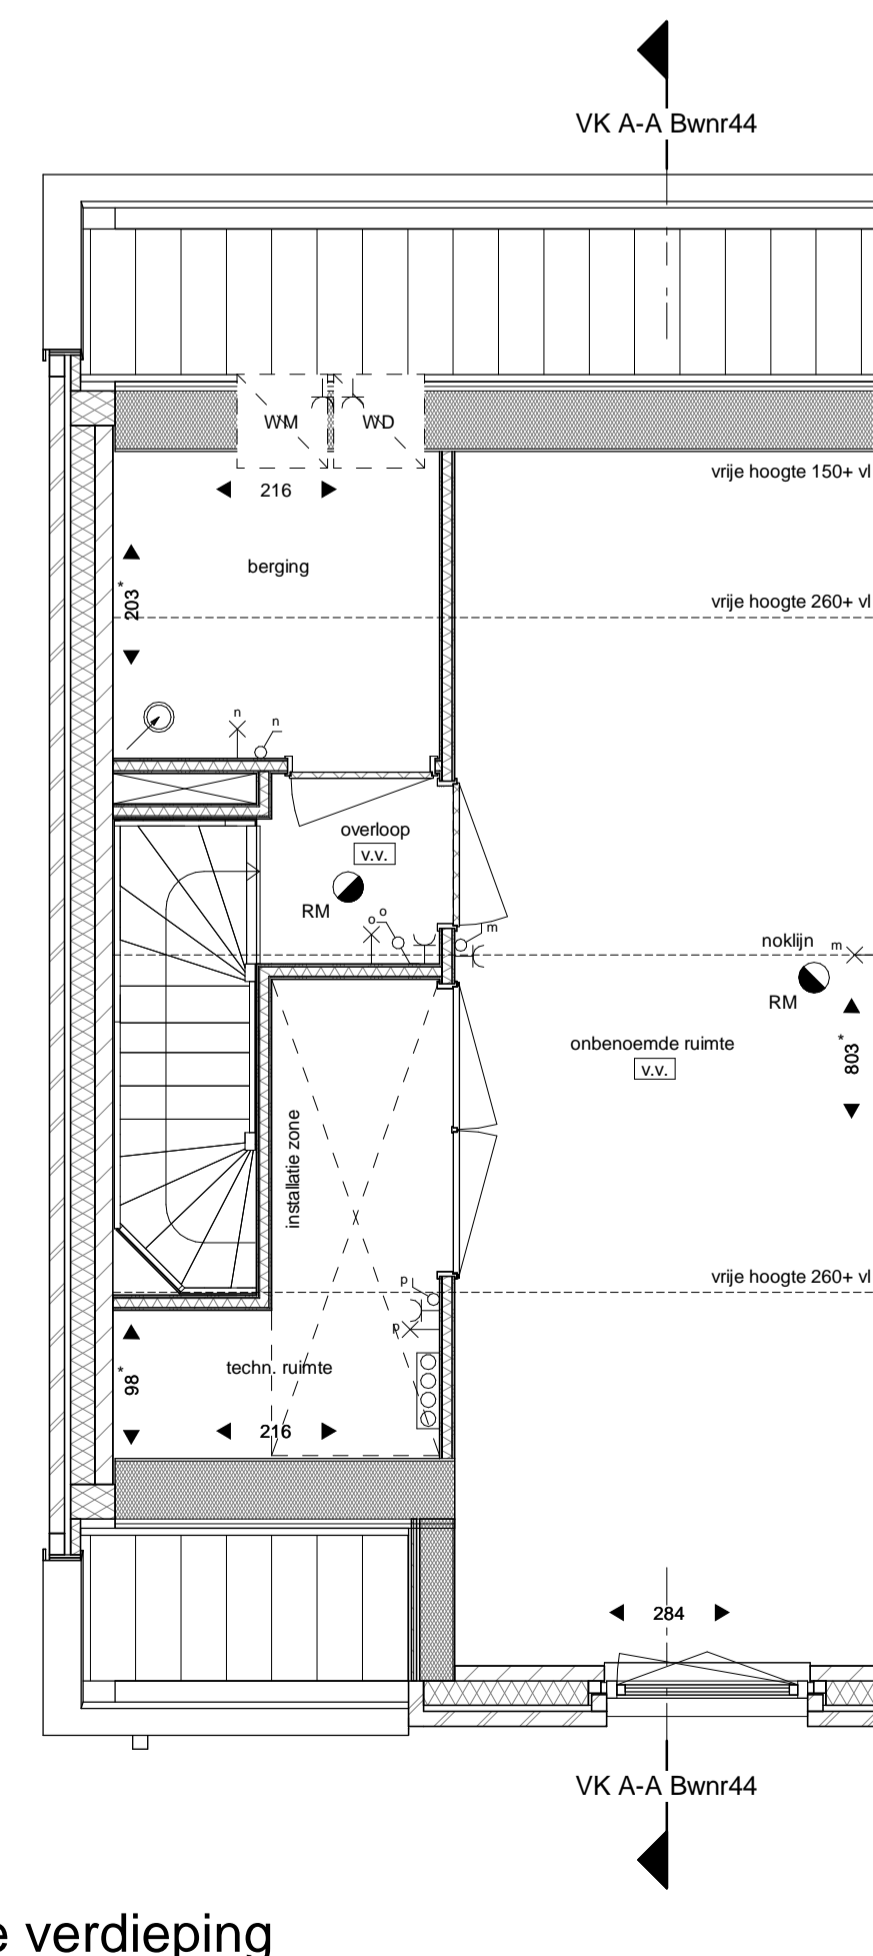 VK A-A Bwnr44
WM
WD
vrije hoogte 150+ vl
216
berging
203*
vrije hoogte 260+ vl
n
n
overloop
v.v.
RM
o
o
m
noklijn
m
RM
onbenoemde ruimte
v.v.
803*
installatie zone
vrije hoogte 260+ vl
p
p
techn. ruimte
98*
216
284
VK A-A Bwnr44
e verdieping